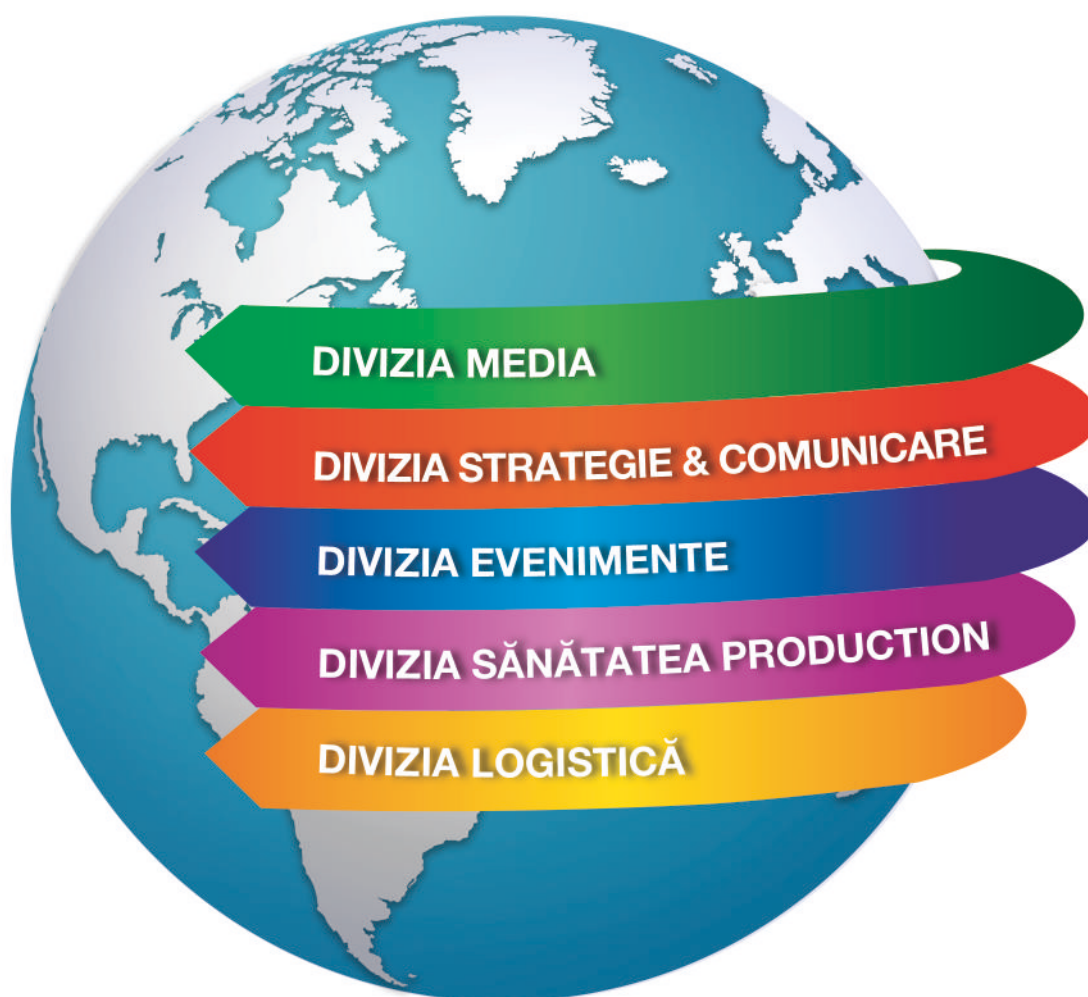 DIVIZIA MEDIA
DIVIZIA STRATEGIE & COMUNICARE
DIVIZIA EVENIMENTE
DIVIZIA SĂNĂTATEA PRODUCTION
DIVIZIA LOGISTICĂ